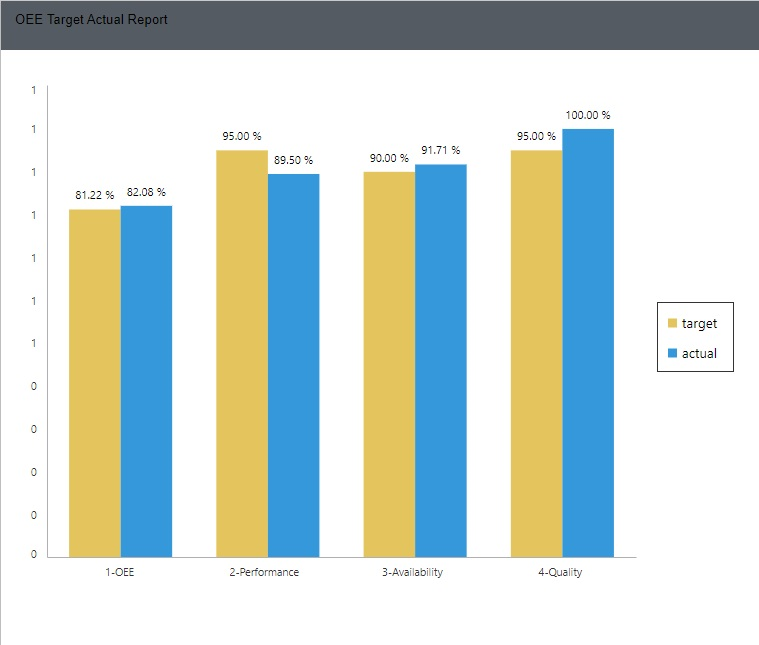 OEE Target Actual Report
1
1
1
1
1
1
1
0
0
0
0
0
81.22 %
82.08 %
95.00 %
89.50 %
90.00 %
91.71 %
95.00 %
100.00 %
1-OEE
2-Performance
3-Availability
4-Quality
target
actual